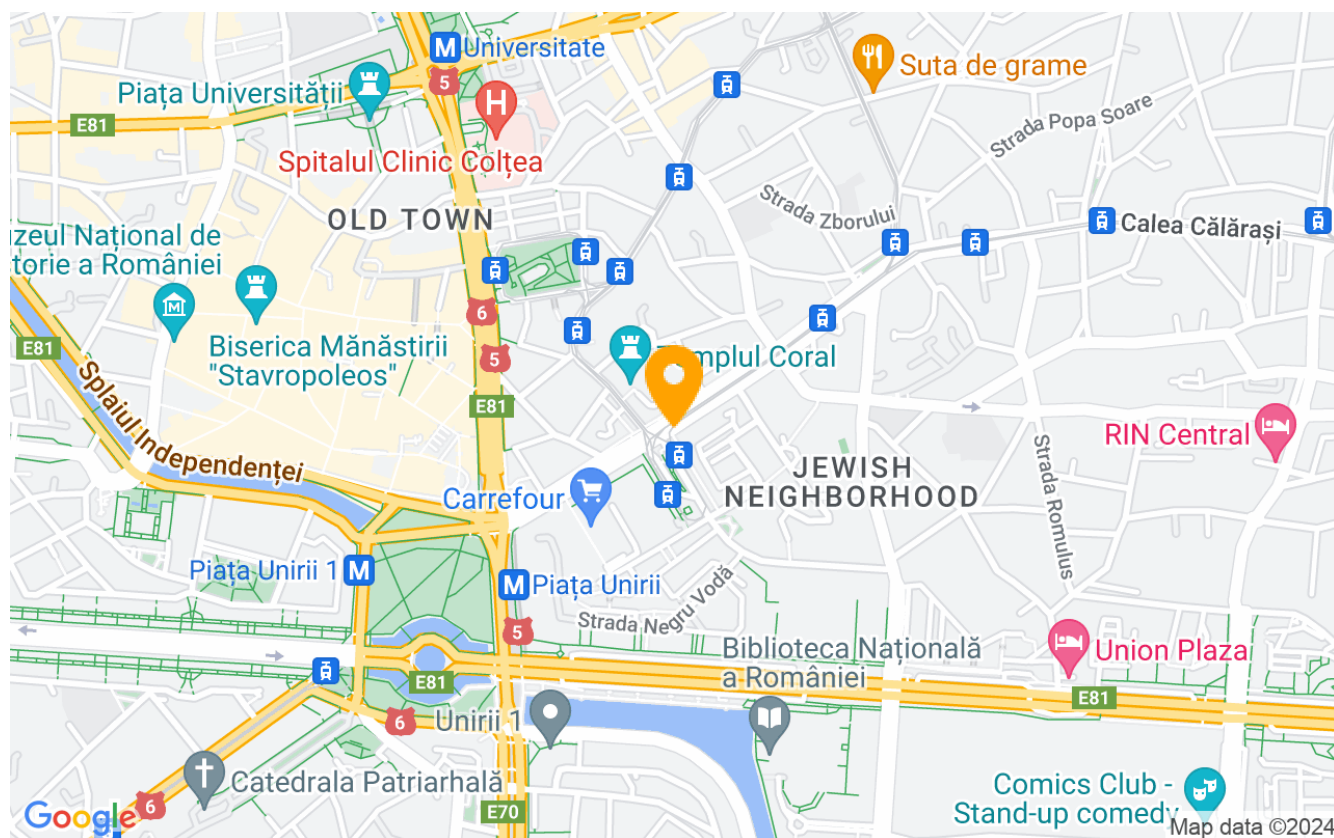 Universitate
5
Suta de grame
Piața Universității
H
E81
Strada Popa Soare
Spitalul Clinic Colțea
Strada Zborului
OLD TOWN
Calea Călărași
uzeul Național de
torie a României
6
E81
Biserica Mănăstirii
"Stavropoleos"
5
Templul Coral
E81
Splaiul Independenței
RIN Central
JEWISH
NEIGHBORHOOD
Carrefour
Strada Romulus
Piața Unirii 1
M
M
Piața Unirii
Strada Negru Vodă
5
Biblioteca Națională
a României
Union Plaza
E81
E81
6
Unirii 1
Catedrala Patriarhală
Comics Club -
Stand-up comedy
Google
6
E70
Map data ©2024